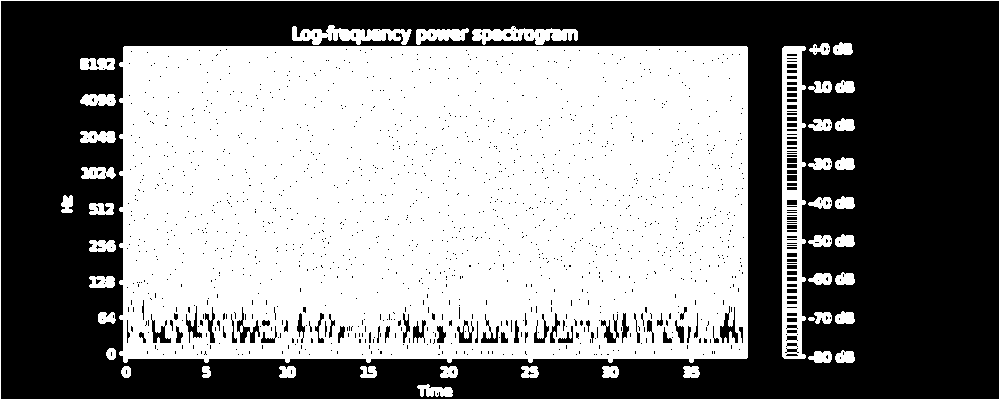 Log-frequency power spectrogram
Hz
8192
4096
2048
1024
512
256
128
64
0
0 5 10 15 20 25 30 35
Time
+0 dB
-10 dB
-20 dB
-30 dB
-40 dB
-50 dB
-60 dB
-70 dB
-80 dB